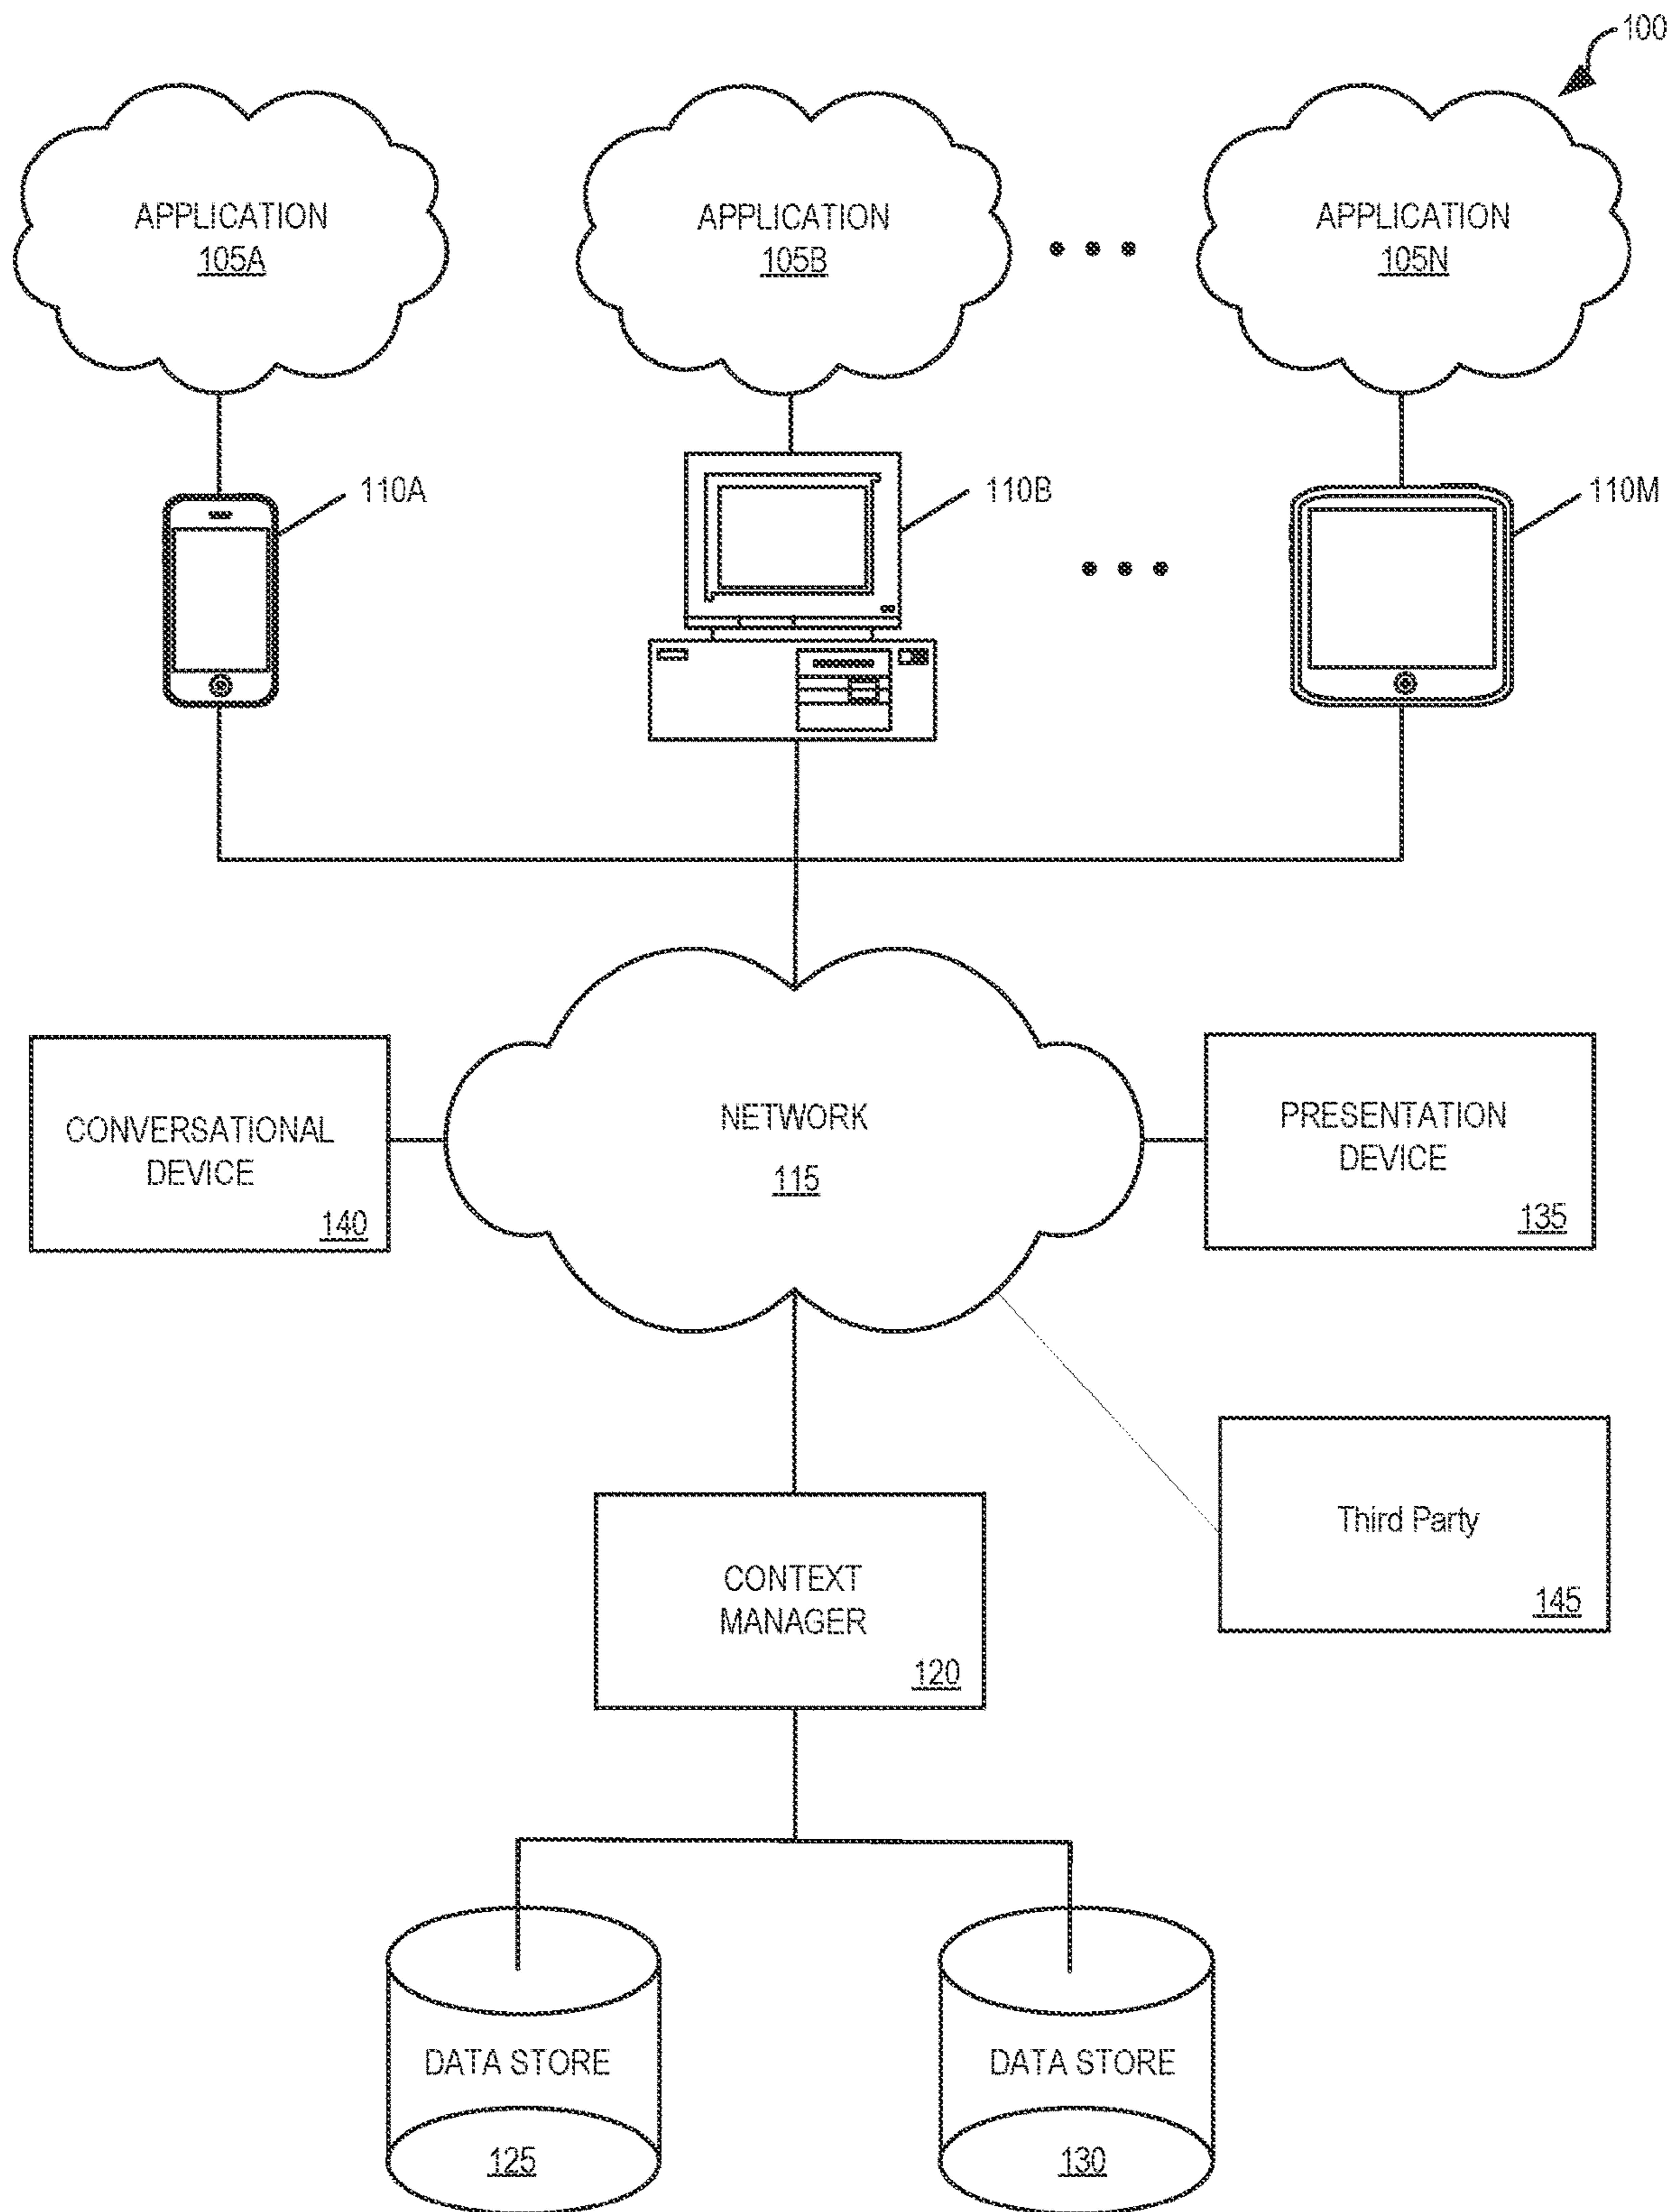 100
APPLICATION
105A
APPLICATION
105B
APPLICATION
105N
110A
110B
110M
CONVERSATIONAL
DEVICE
140
NETWORK
115
PRESENTATION
DEVICE
135
Third Party
145
CONTEXT
MANAGER
120
DATA STORE
125
DATA STORE
130